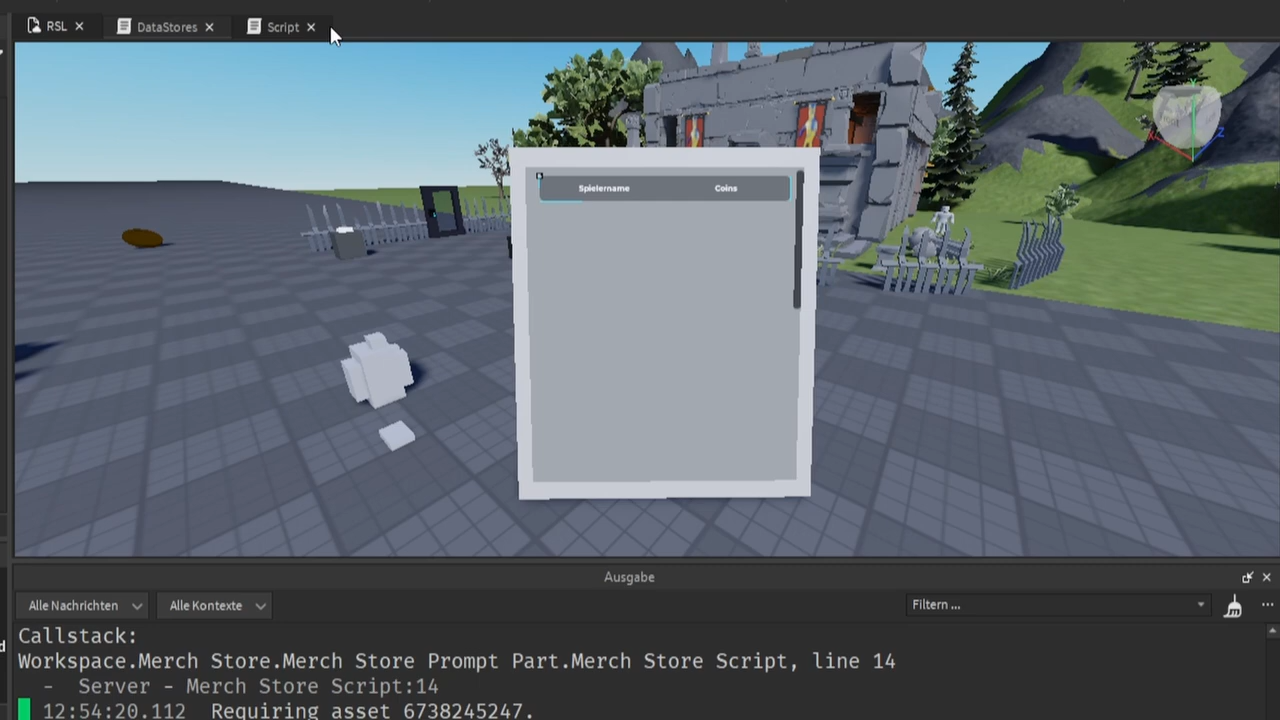 RSL
DataStores
Script
Spielername Coins
Ausgabe
Alle Nachrichten Alle Kontexte Filtern ...
Callstack:
Workspace.Merch Store.Merch Store Prompt Part.Merch Store Script, line 14
- Server - Merch Store Script:14
12:54:20.112 Requiring asset 6738245247.